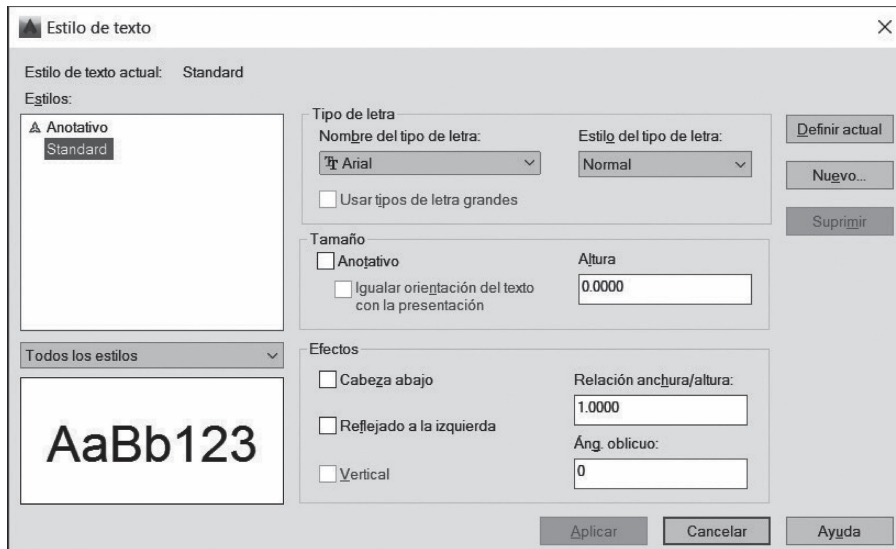 Estilo de texto
Estilo de texto actual: Standard
Estilos:
Anotativo
Standard
Todos los estilos
AaBb123
Tipo de letra
Nombre del tipo de letra:
Estilo del tipo de letra:
Arial
Normal
Usar tipos de letra grandes
Tamaño
Anotativo
Igualar orientación del texto
con la presentación
Altura
0.0000
Efectos
Cabeza abajo
Reflejado a la izquierda
Vertical
Relación anchura/altura:
1.0000
Áng. oblicuo:
0
Definir actual
Nuevo...
Suprimir
Aplicar
Cancelar
Ayuda